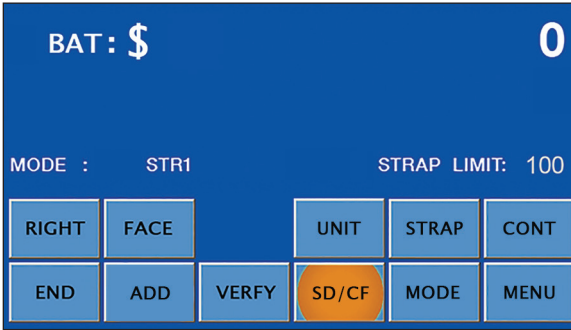 BAT: $ 0
MODE : STR1 STRAP LIMIT: 100
RIGHT FACE UNIT STRAP CONT
END ADD VERFY SD/CF MODE MENU